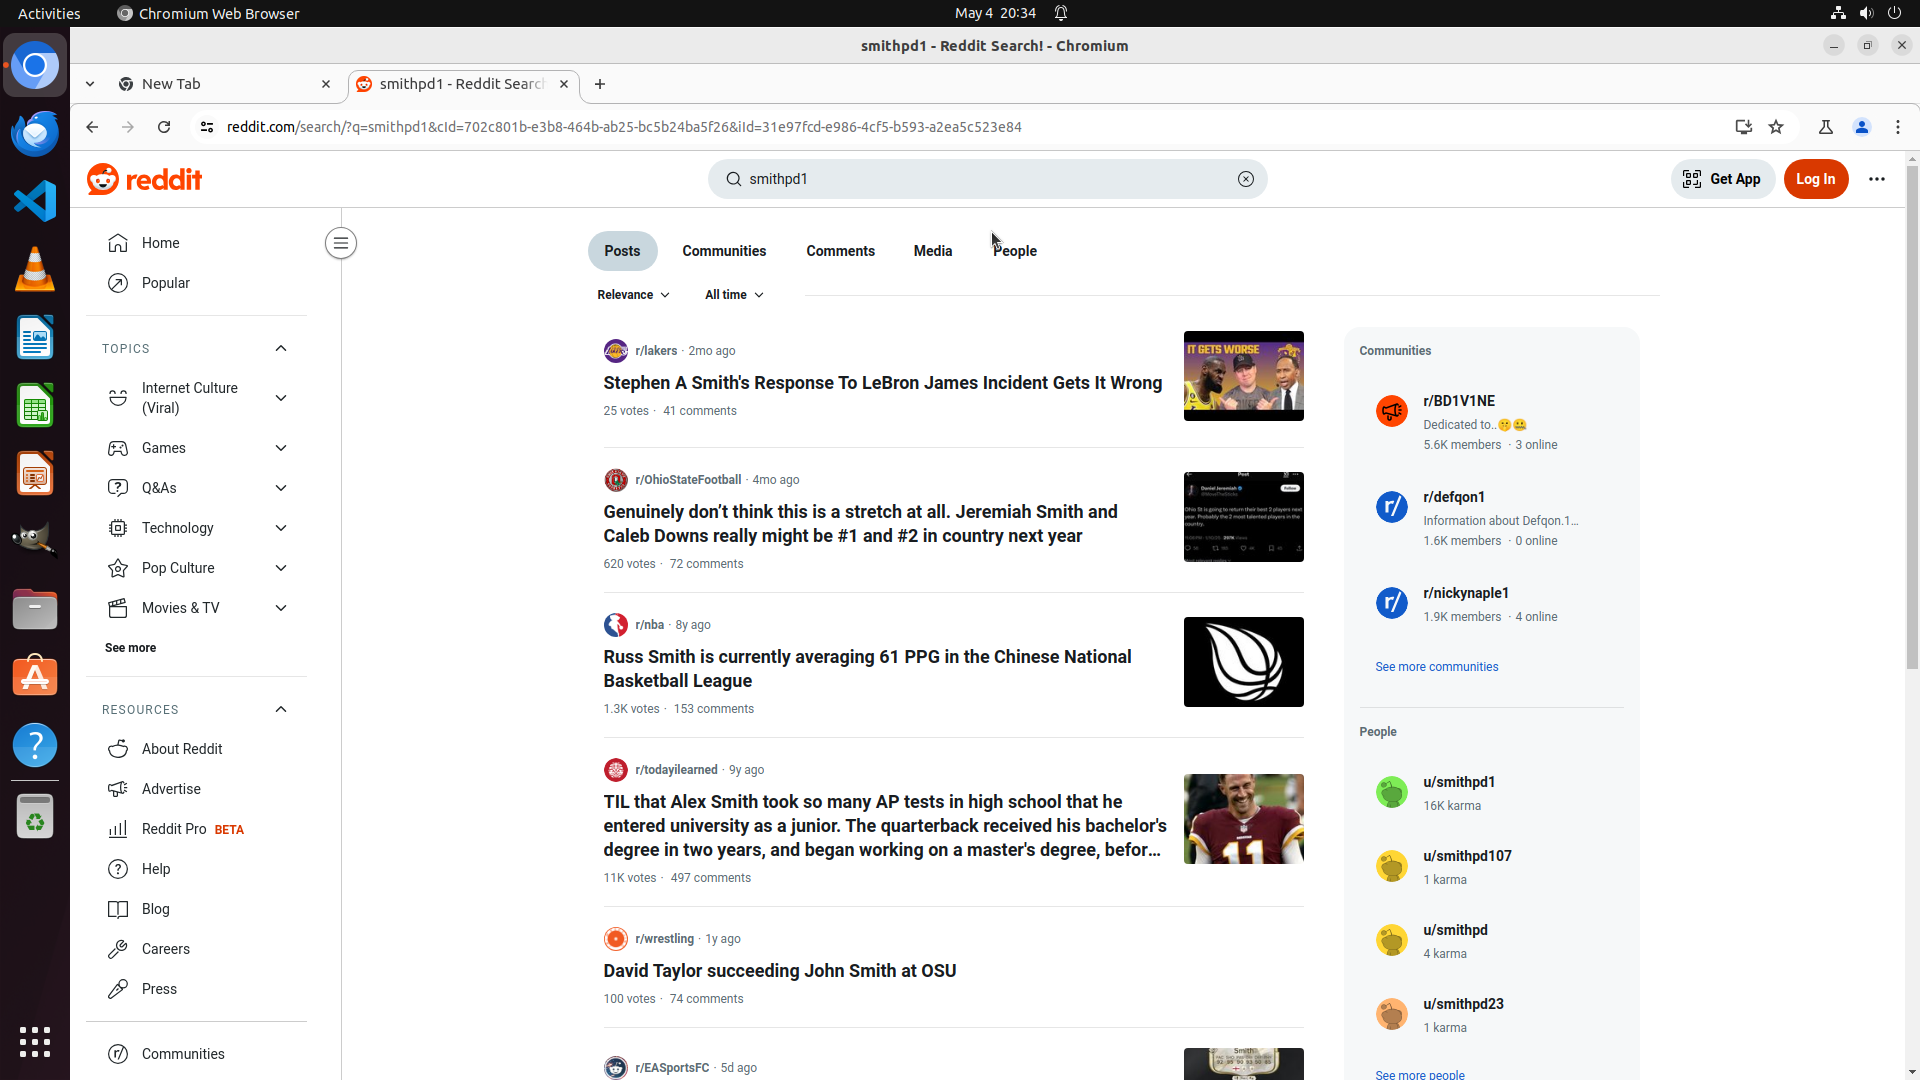 Activities
Chromium Web Browser
May 4 20:34
smithpd1 - Reddit Search! - Chromium
New Tab
smithpd1 - Reddit Search
reddit.com/search/?q=smithpd1&cId=702c801b-e3b8-464b-ab25-bc5b24ba5f26&iId=31e97fcd-e986-4cf5-b593-a2ea5c523e84
reddit
smithpd1
Get App
Log In
Home
Popular
TOPICS
Internet Culture
(Viral)
Games
Q&As
Technology
Pop Culture
Movies & TV
See more
RESOURCES
About Reddit
Advertise
Reddit Pro BETA
Help
Blog
Careers
Press
Communities
Posts
Communities
Comments
Media
People
Relevance
All time
r/lakers · 2mo ago
Stephen A Smith's Response To LeBron James Incident Gets It Wrong
25 votes · 41 comments
IT GETS WORSE
r/OhioStateFootball · 4mo ago
Genuinely don’t think this is a stretch at all. Jeremiah Smith and
Caleb Downs really might be #1 and #2 in country next year
620 votes · 72 comments
r/nba · 8y ago
Russ Smith is currently averaging 61 PPG in the Chinese National
Basketball League
1.3K votes · 153 comments
r/todayilearned · 9y ago
TIL that Alex Smith took so many AP tests in high school that he
entered university as a junior. The quarterback received his bachelor's
degree in two years, and began working on a master's degree, befor...
11K votes · 497 comments
11
r/wrestling · 1y ago
David Taylor succeeding John Smith at OSU
100 votes · 74 comments
r/EASportsFC · 5d ago
Smith
Communities
r/BD1V1NE
Dedicated to..🤫🤐
5.6K members · 3 online
r/defqon1
Information about Defqon.1...
1.6K members · 0 online
r/nickynaple1
1.9K members · 4 online
See more communities
People
u/smithpd1
16K karma
u/smithpd107
1 karma
u/smithpd
4 karma
u/smithpd23
1 karma
See more people